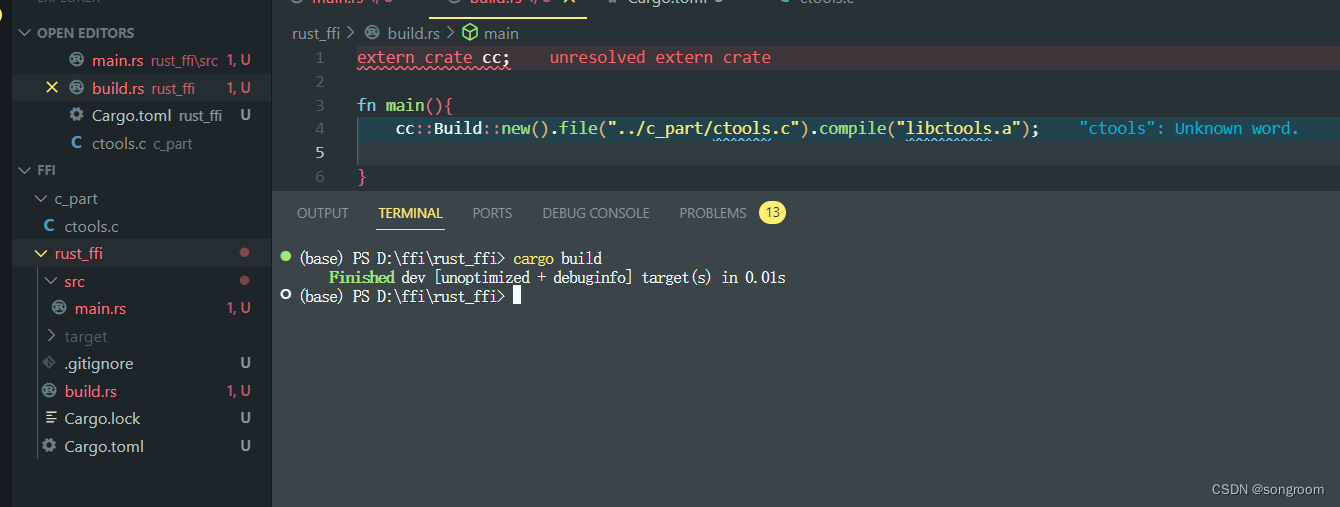 EXPLORER
OPEN EDITORS
main.rs rust_ffi\src 1, U
build.rs rust_ffi 1, U
Cargo.toml rust_ffi U
ctools.c c_part
FFI
c_part
ctools.c
rust_ffi
src
main.rs 1, U
target
.gitignore U
build.rs 1, U
Cargo.lock U
Cargo.toml U
main.rs 1, U build.rs 1, U Cargo.toml U ctools.c
rust_ffi > build.rs > main
1 extern crate cc; unresolved extern crate
2
3 fn main(){
4 cc::Build::new().file("../c_part/ctools.c").compile("libctools.a"); "ctools": Unknown word.
5
6 }
OUTPUT TERMINAL PORTS DEBUG CONSOLE PROBLEMS 13
(base) PS D:\ffi\rust_ffi> cargo build
Finished dev [unoptimized + debuginfo] target(s) in 0.01s
(base) PS D:\ffi\rust_ffi>
CSDN @songroom